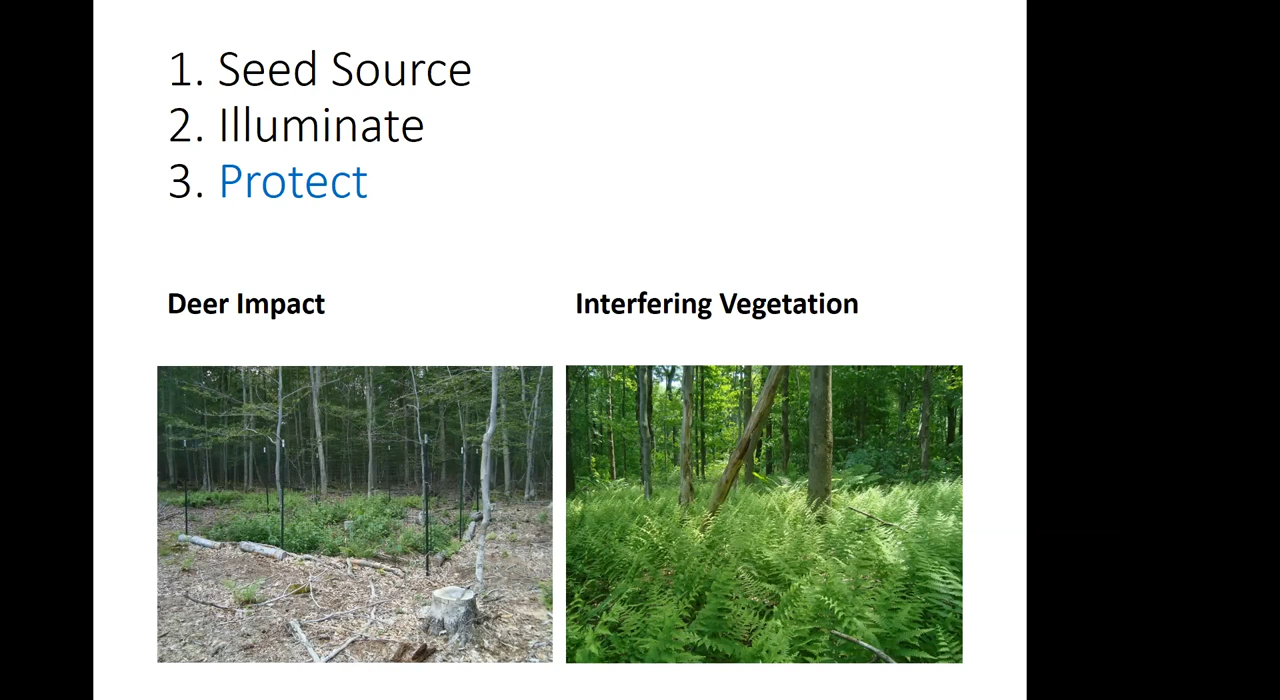 1. Seed Source
2. Illuminate
3. Protect
Deer Impact
Interfering Vegetation